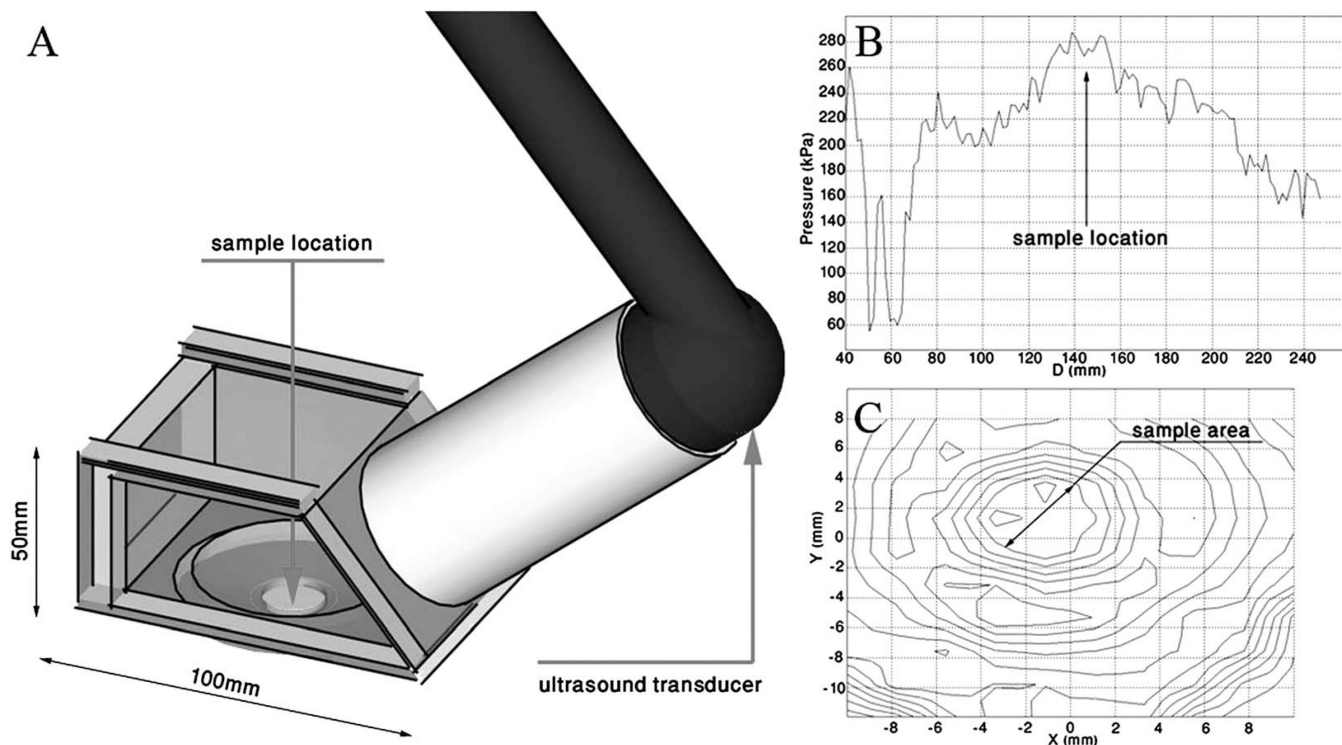 A
sample location
50mm
100mm
ultrasound transducer
B
280
260
240
220
200
180
160
140
120
100
80
60
Pressure (kPa)
sample location
40 60 80 100 120 140 160 180 200 220 240
D (mm)
C
8
6
4
2
0
-2
-4
-6
-8
-10
Y (mm)
sample area
-8 -6 -4 -2 0 2 4 6 8
X (mm)